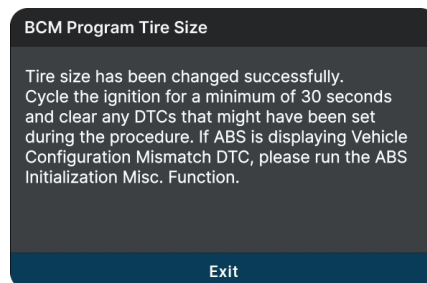 BCM Program Tire Size
Tire size has been changed successfully.
Cycle the ignition for a minimum of 30 seconds
and clear any DTCs that might have been set
during the procedure. If ABS is displaying Vehicle
Configuration Mismatch DTC, please run the ABS
Initialization Misc. Function.
Exit